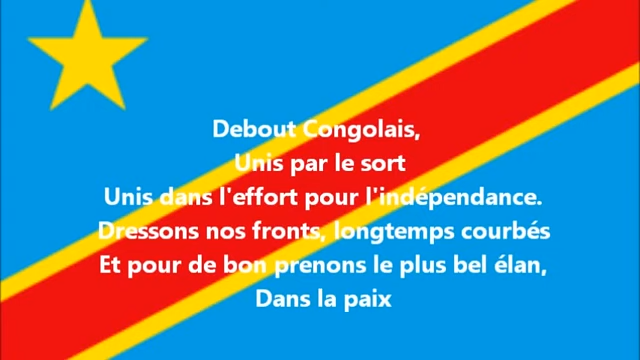 Debout Congolais,
Unis par le sort
Unis dans l'effort pour l'indépendance.
Dressons nos fronts, longtemps courbés
Et pour de bon prenons le plus bel élan,
Dans la paix